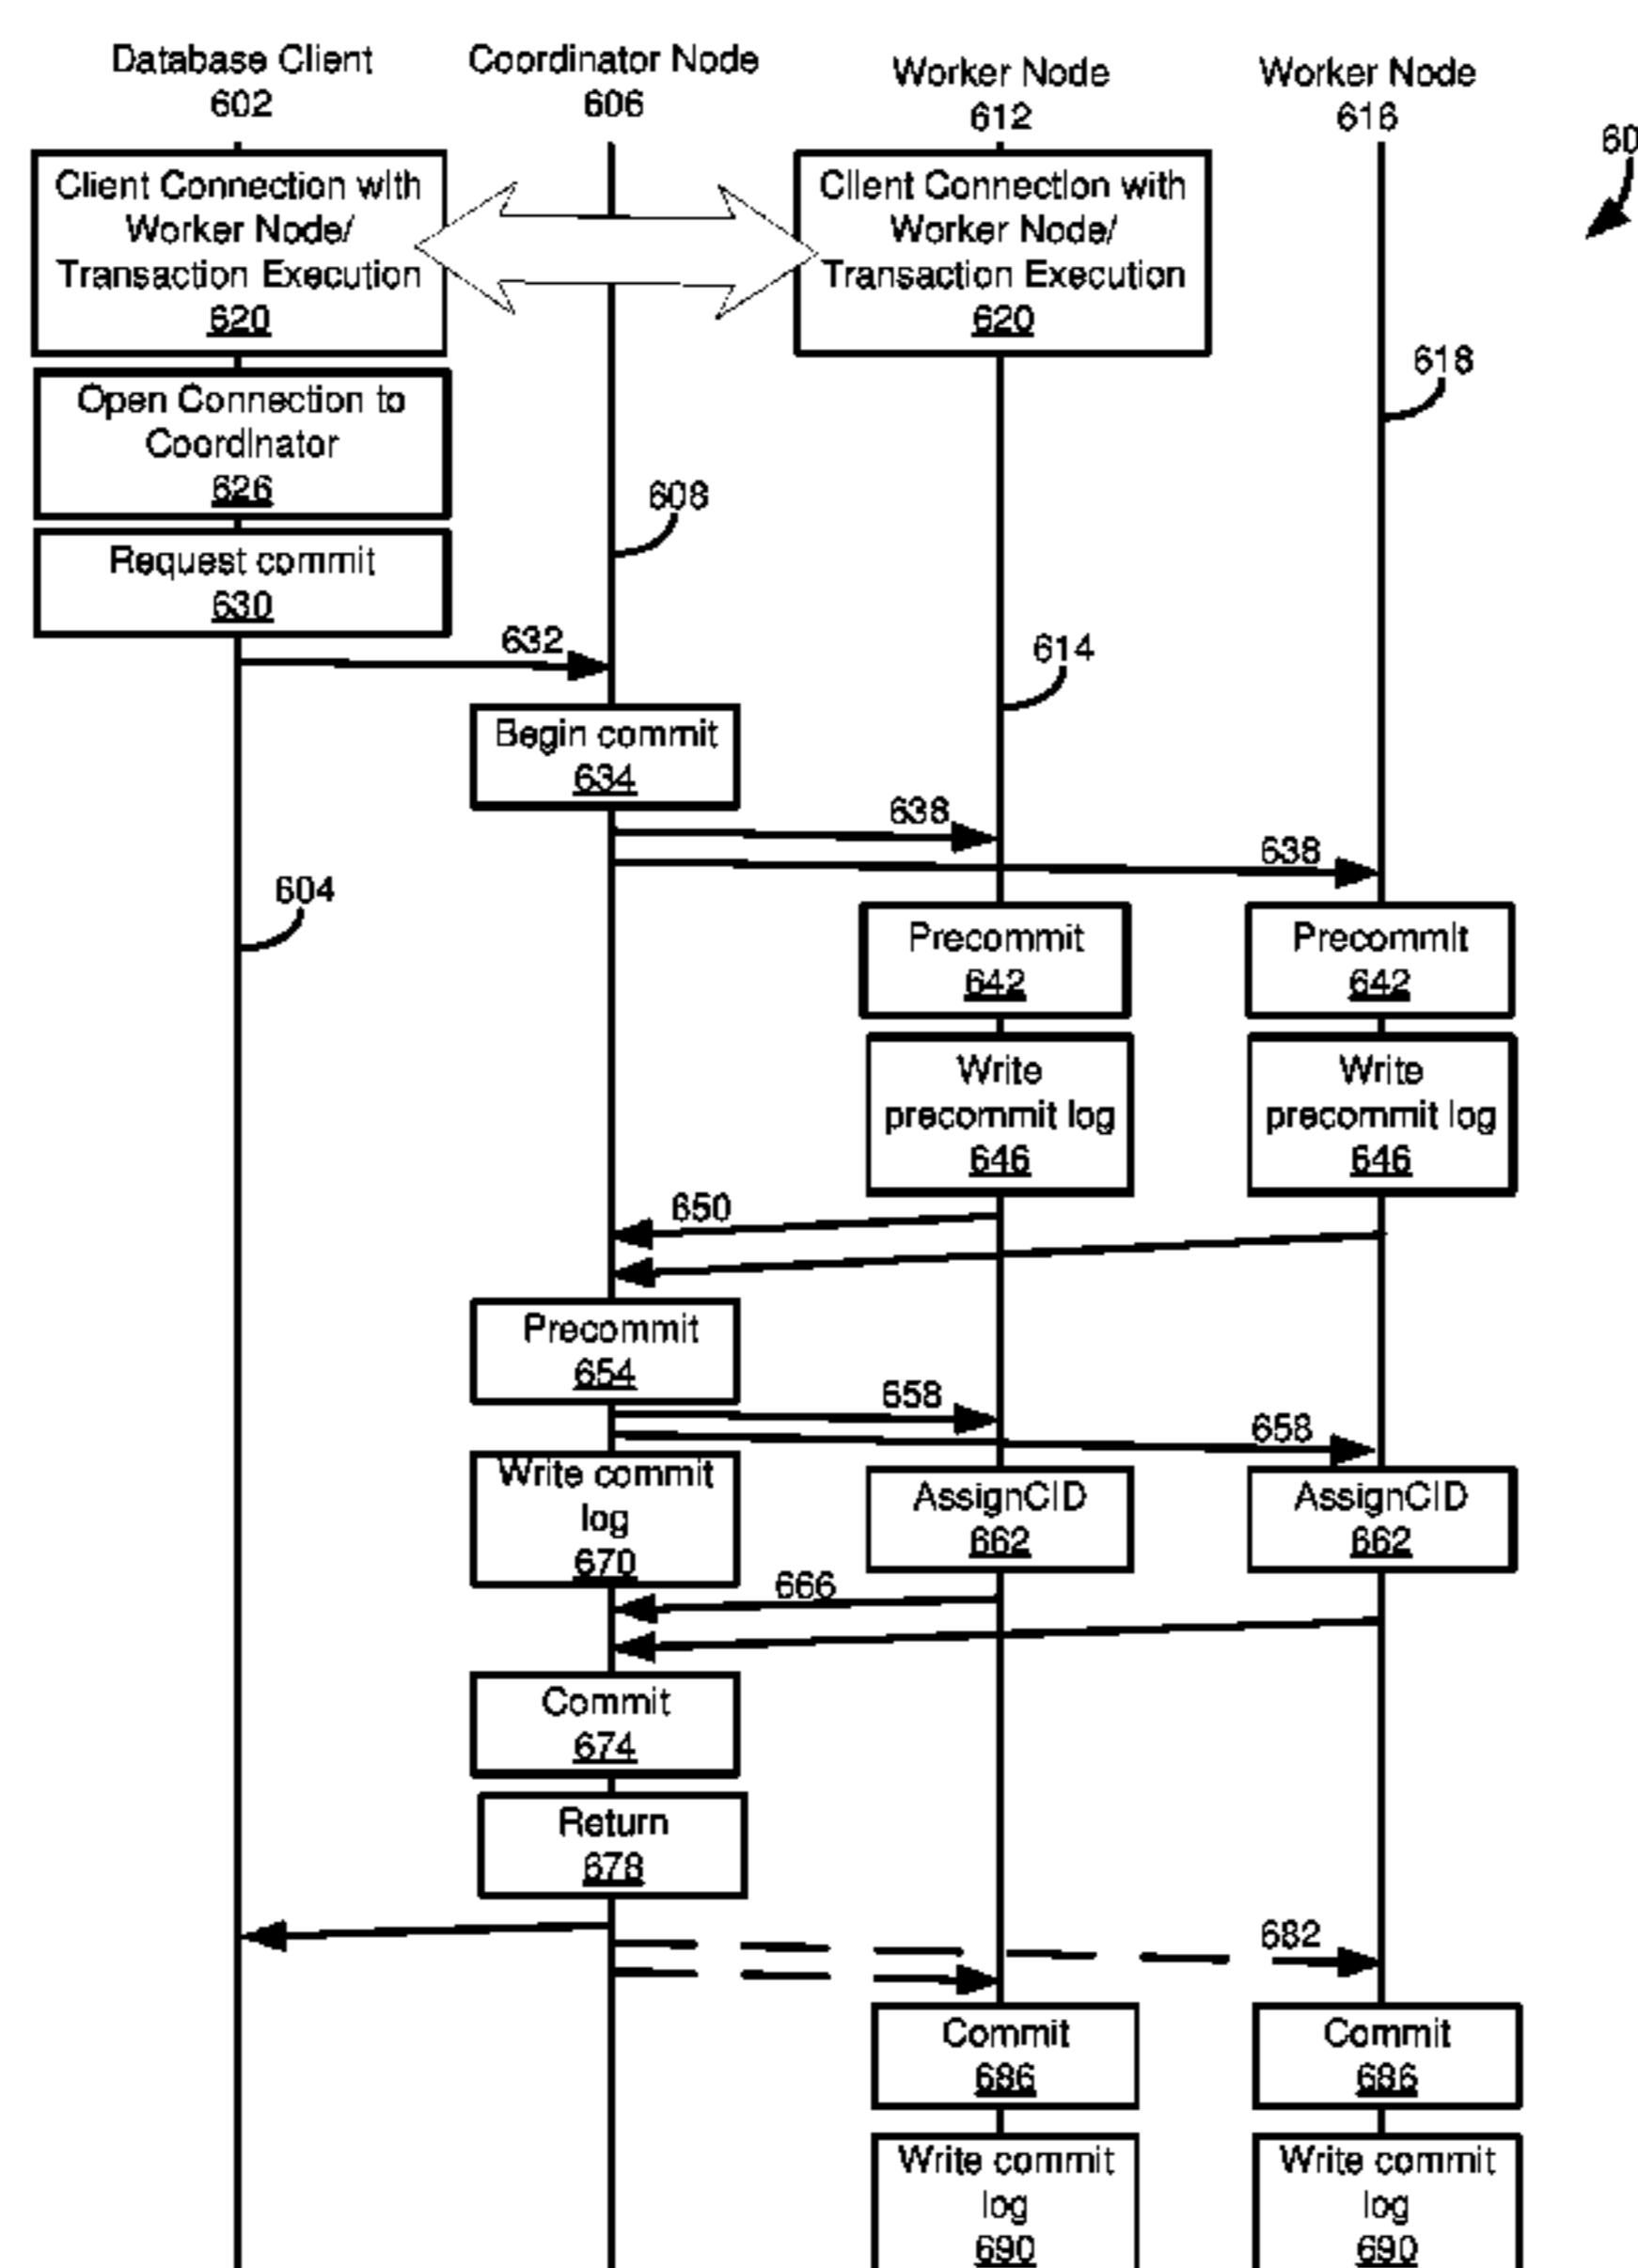 Database Client
602
Coordinator Node
606
Worker Node
612
Worker Node
616
60
Client Connection with
Worker Node/
Transaction Execution
620
Client Connection with
Worker Node/
Transaction Execution
620
618
Open Connection to
Coordinator
626
608
Request commit
630
632
614
Begin commit
634
638
638
604
Precommit
642
Precommit
642
Write
precommit log
646
Write
precommit log
646
650
Precommit
654
658
658
Write commit
log
670
AssignCID
662
AssignCID
662
666
Commit
674
Return
678
682
Commit
686
Commit
686
Write commit
log
690
Write commit
log
690